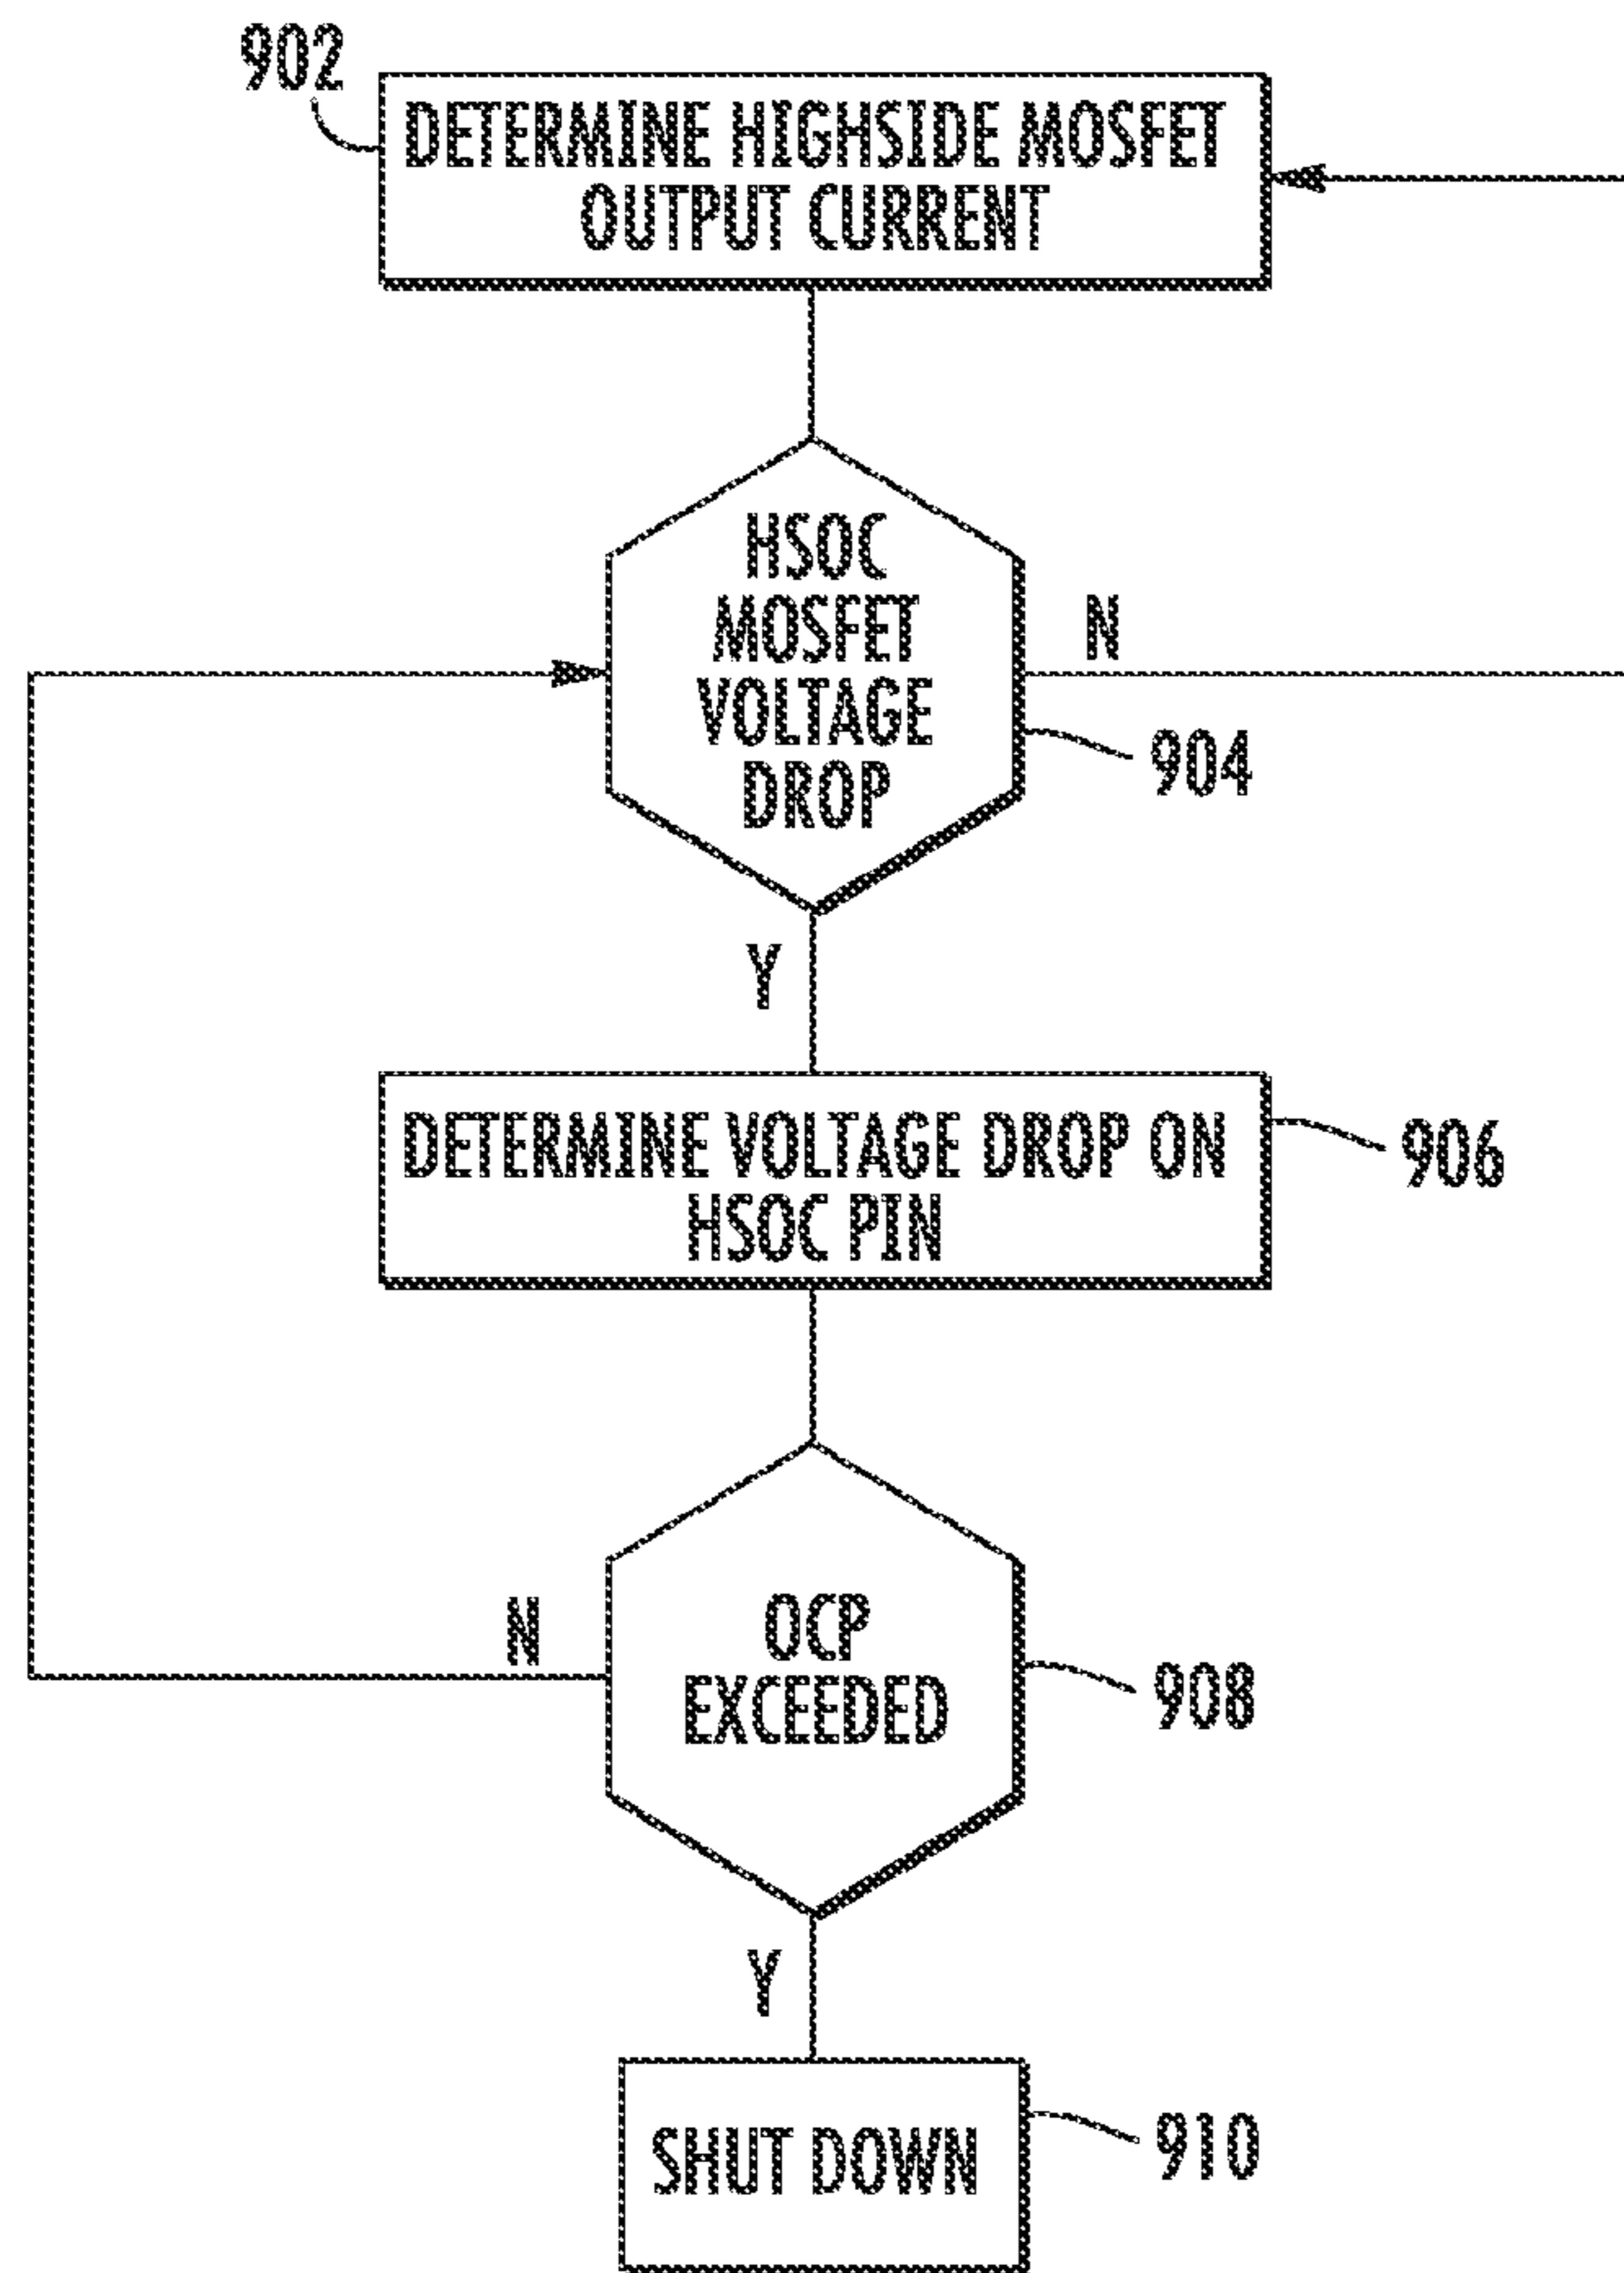 902
DETERMINE HIGHSIDE MOSFET
OUTPUT CURRENT
HSOC
MOSFET
VOLTAGE
DROP
N
904
Y
DETERMINE VOLTAGE DROP ON
HSOC PIN
906
N
OCP
EXCEEDED
908
Y
SHUT DOWN
910